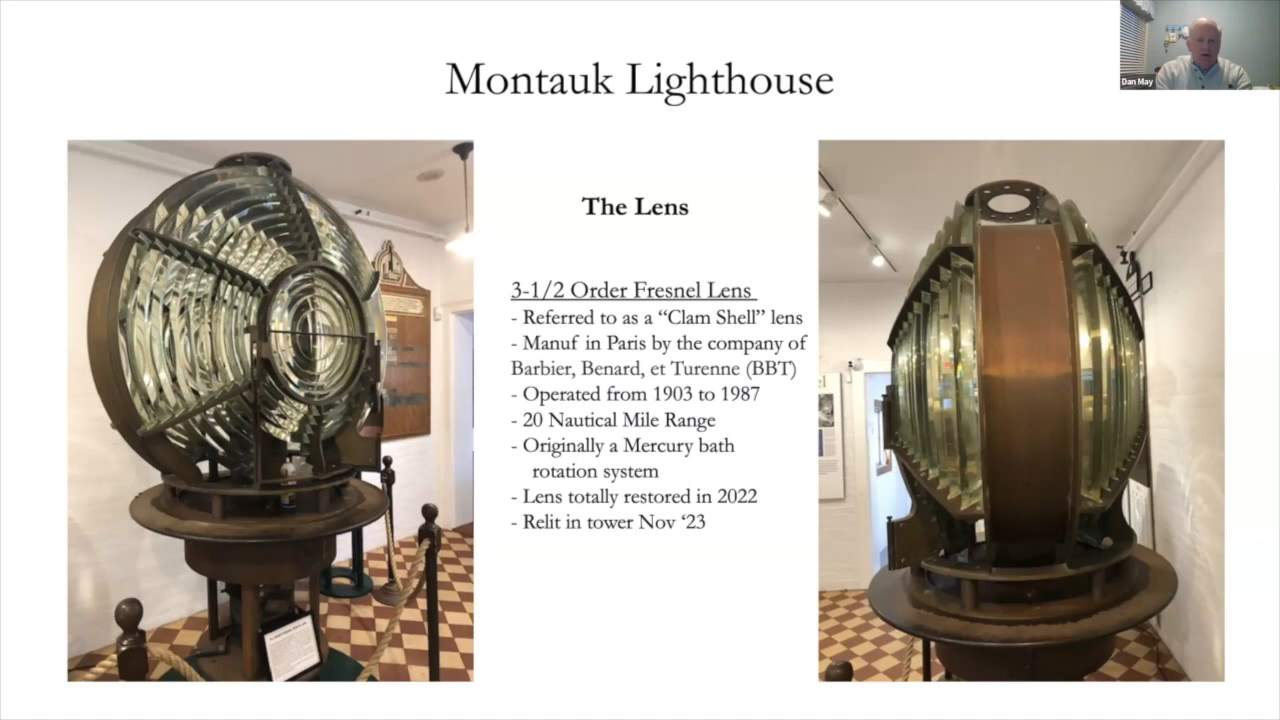 Montauk Lighthouse
Dan May
The Lens
3-1/2 Order Fresnel Lens
- Referred to as a “Clam Shell” lens
- Manuf in Paris by the company of
Barbier, Benard, et Turenne (BBT)
- Operated from 1903 to 1987
- 20 Nautical Mile Range
- Originally a Mercury bath
rotation system
- Lens totally restored in 2022
- Relit in tower Nov ‘23